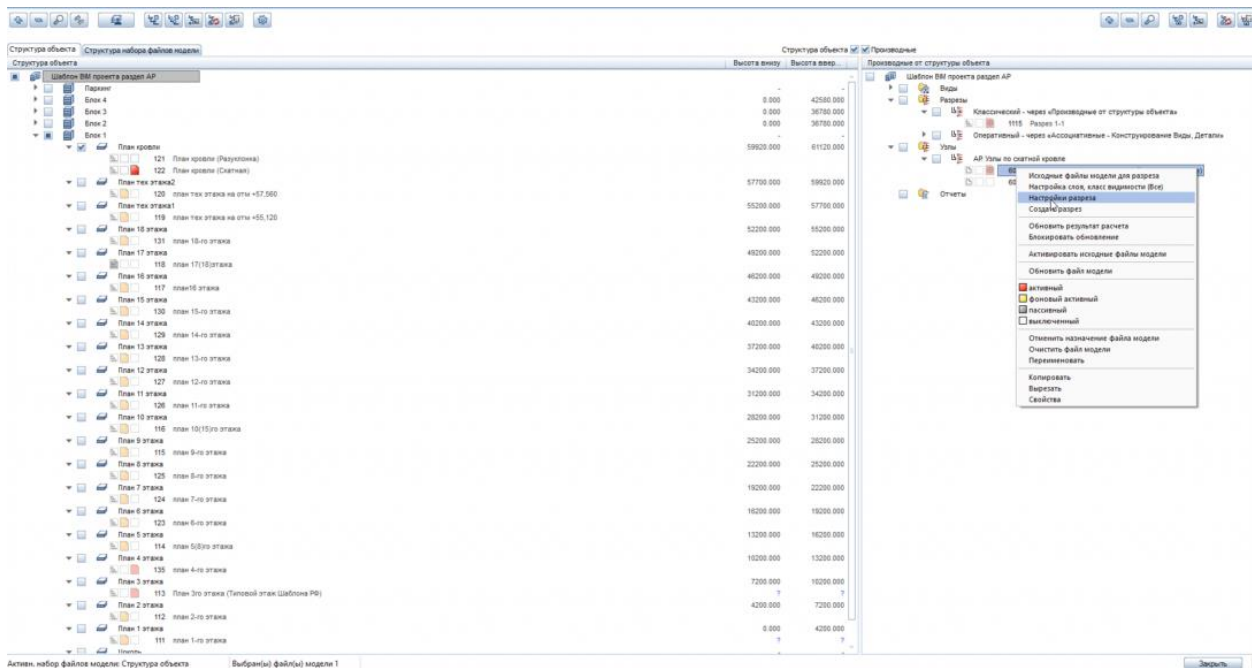 Структура объекта Структура набора файлов модели Структура объекта Производные
Структура объекта Высота внизу Высота ввер... Производные от структуры объекта
Шаблон BIM проекта раздел АР
Паркинг - -
Блок 4 0.000 42580.000
Блок 3 0.000 36780.000
Блок 2 0.000 36780.000
Блок 1 - -
План кровли 59920.000 61120.000
121 План кровли (Разуклонка)
122 План кровли (Скатная)
План тех этажа2 57700.000 59920.000
120 план тех этажа на отм +57,560
План тех этажа1 55200.000 57700.000
119 план тех этажа на отм +55,120
План 18 этажа 52200.000 55200.000
131 план 18-го этажа
План 17 этажа 49200.000 52200.000
118 план 17(18)этажа
План 16 этажа 46200.000 49200.000
117 план16 этажа
План 15 этажа 43200.000 46200.000
130 план 15-го этажа
План 14 этажа 40200.000 43200.000
129 план 14-го этажа
План 13 этажа 37200.000 40200.000
128 план 13-го этажа
План 12 этажа 34200.000 37200.000
127 план 12-го этажа
План 11 этажа 31200.000 34200.000
126 план 11-го этажа
План 10 этажа 28200.000 31200.000
116 план 10(15)го этажа
План 9 этажа 25200.000 28200.000
115 план 9-го этажа
План 8 этажа 22200.000 25200.000
125 план 8-го этажа
План 7 этажа 19200.000 22200.000
124 план 7-го этажа
План 6 этажа 16200.000 19200.000
123 план 6-го этажа
План 5 этажа 13200.000 16200.000
114 план 5(8)го этажа
План 4 этажа 10200.000 13200.000
135 план 4-го этажа
План 3 этажа 7200.000 10200.000
113 План 3го этажа (Типовой этаж:Шаблона РФ) ? ?
План 2 этажа 4200.000 7200.000
112 план 2-го этажа
План 1 этажа 0.000 4200.000
111 план 1-го этажа ? ?
Цоколь - -
Шаблон BIM проекта раздел АР
Виды
Разрезы
Классический - через «Производные от структуры объекта»
1115 Разрез 1-1
Оперативный - через «Ассоциативные - Конструирование Виды, Детали»
Узлы
АР Узлы по скатной кровле
60
60
Отчеты
Исходные файлы модели для разреза
Настройка слоя, класс видимости (Все)
Настройки разреза
Создать разрез
Обновить результат расчета
Блокировать обновление
Активировать исходные файлы модели
Обновить файл модели
активный
фоновый активный
пассивный
выключенный
Отменить назначение файла модели
Очистить файл модели
Переименовать
Копировать
Вырезать
Свойства
Активн. набор файлов модели: Структура объекта Выбран(ы) файл(ы) модели 1 Закрыть